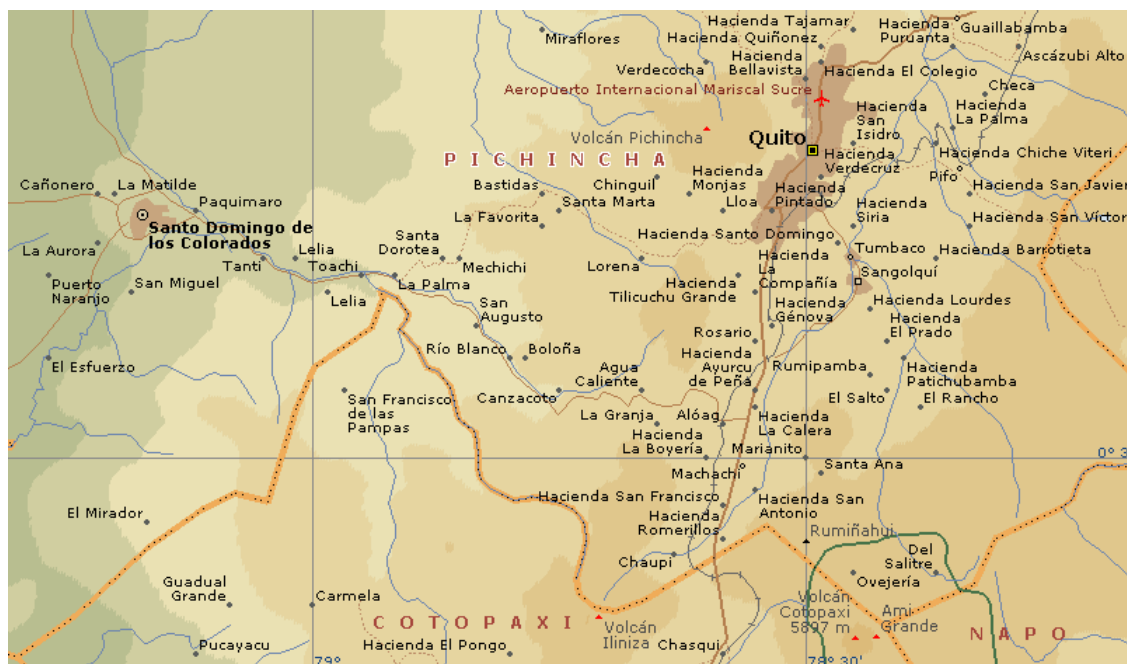 Hacienda Tajamar
Hacienda
Puruanta
Guaillabamba
Miraflores
Hacienda Quiñonez
Ascázubi Alto
Verdecocha
Hacienda
Bellavista
Hacienda El Colegio
Aeropuerto Internacional Mariscal Sucre
Checa
Hacienda
San
Isidro
Hacienda
La Palma
Volcán Pichincha
Quito
PICHINCHA
Hacienda
Verdecruz
Hacienda Chiche Viteri
Pifo
Cañonero
La Matilde
Paquimaro
Bastidas
Chinguil
Santa Marta
Hacienda
Monjas
Lloa
Hacienda
Pintado
Hacienda San Javier
La Favorita
Hacienda
Siria
Hacienda San Víctor
Santo Domingo de
los Colorados
La Aurora
Tanti
Lelia
Toachi
Santa
Dorotea
Mechichi
Hacienda Santo Domingo
Tumbaco
Hacienda Barrotieta
Lorena
Hacienda
La
Compañía
Sangolquí
Puerto
Naranjo
San Miguel
Lelia
La Palma
Hacienda
Tilicuchu Grande
San
Augusto
Hacienda
Génova
Hacienda Lourdes
Hacienda
El Prado
Rosario
Río Blanco
Boloña
Hacienda
Ayurcu
de Peña
Rumipamba
Hacienda
Patichubamba
El Esfuerzo
Agua
Caliente
San Francisco
de las
Pampas
Canzacoto
El Salto
El Rancho
La Granja
Alóag
Hacienda
La Calera
Hacienda
La Boyería
Marianito
0° 3
Machachi
Santa Ana
Hacienda San Francisco
Hacienda San
Antonio
El Mirador
Hacienda
Romerillos
Rumiñahui
Chaupi
Del
Salitre
Ovejería
Guadual
Grande
Carmela
COTOPAXI
Volcán
Iliniza
Volcán
Cotopaxi
5897 m
Ami
Grande
NAPO
Pucayacu
Hacienda El Pongo
Chasqui
79°
78° 30'